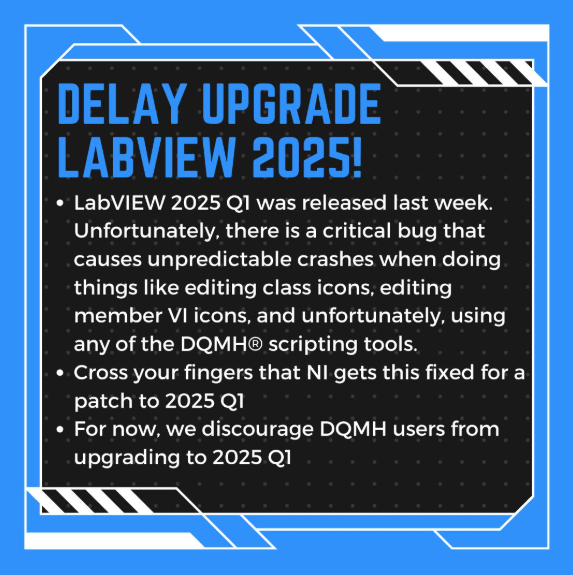 DELAY UPGRADE
LABVIEW 2025!
• LabVIEW 2025 Q1 was released last week.
Unfortunately, there is a critical bug that
causes unpredictable crashes when doing
things like editing class icons, editing
member VI icons, and unfortunately, using
any of the DQMH® scripting tools.
• Cross your fingers that NI gets this fixed for a
patch to 2025 Q1
• For now, we discourage DQMH users from
upgrading to 2025 Q1